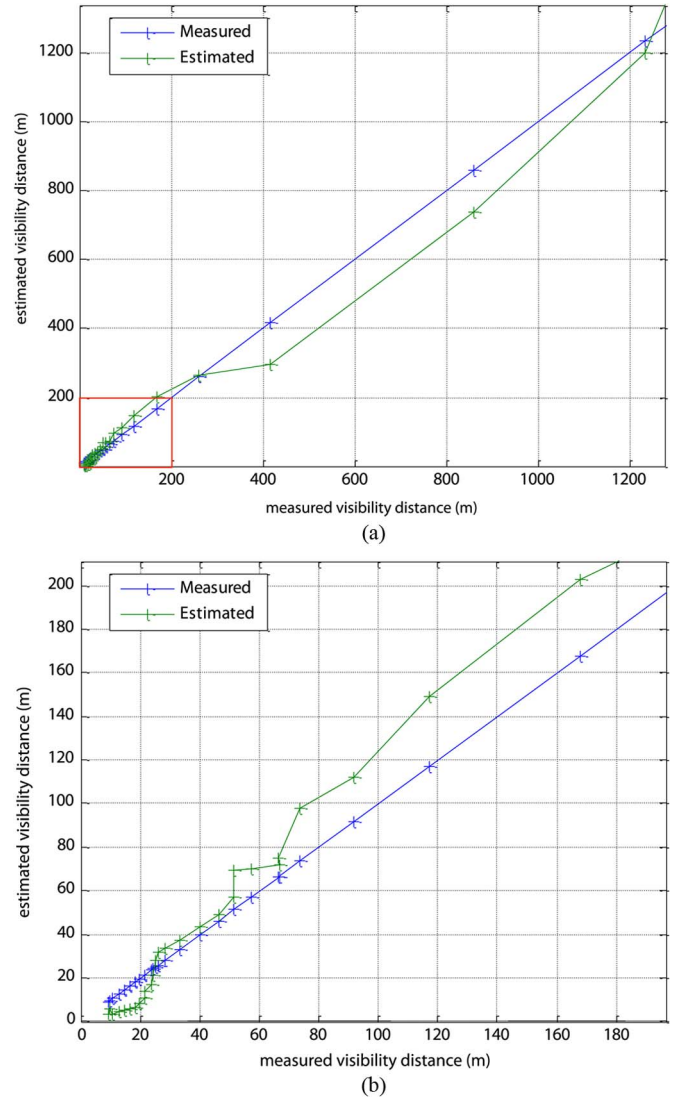 Measured
Estimated
1200
1000
800
600
400
200
estimated visibility distance (m)
200 400 600 800 1000 1200
measured visibility distance (m)
(a)
Measured
Estimated
200
180
160
140
120
100
80
60
40
20
0
estimated visibility distance (m)
0 20 40 60 80 100 120 140 160 180
measured visibility distance (m)
(b)